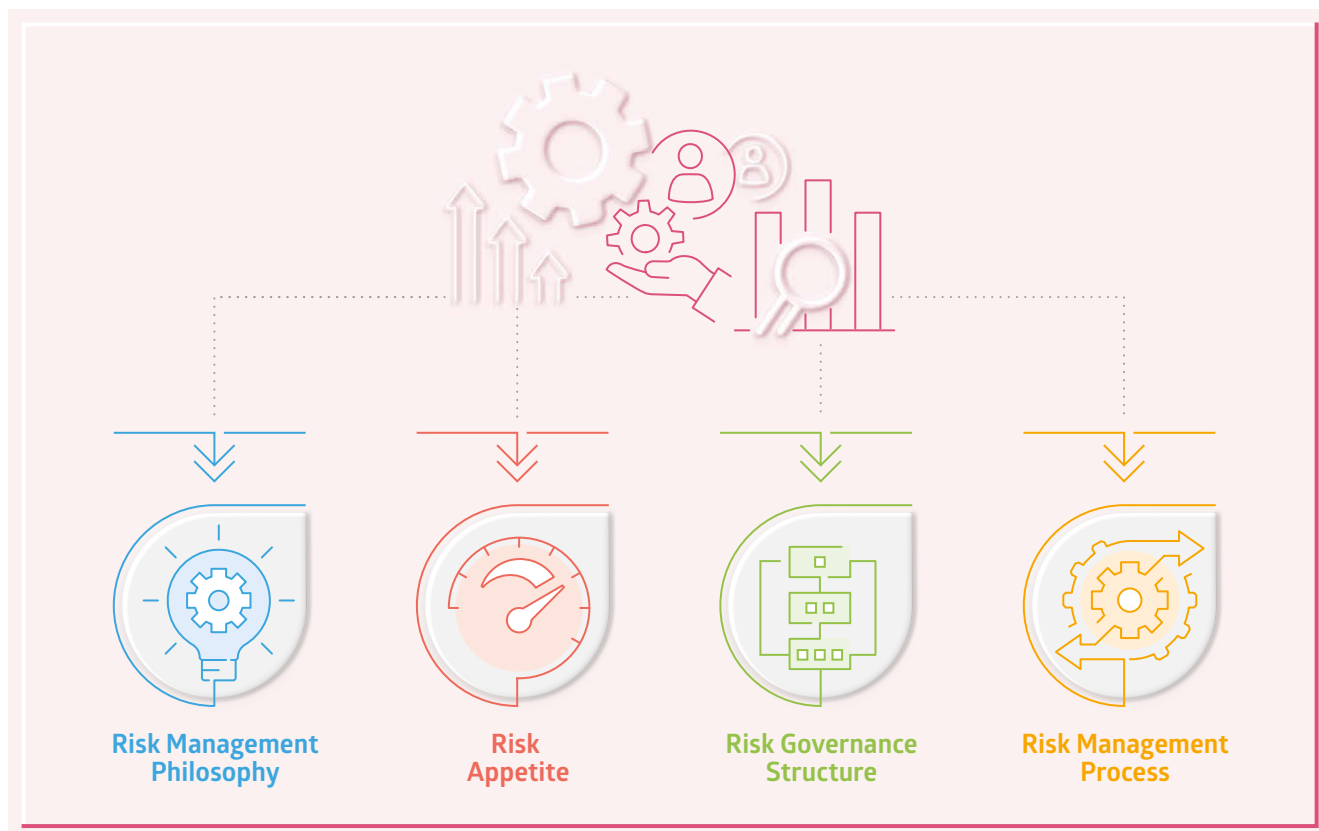 Risk Management
Philosophy
Risk
Appetite
Risk Governance
Structure
Risk Management
Process